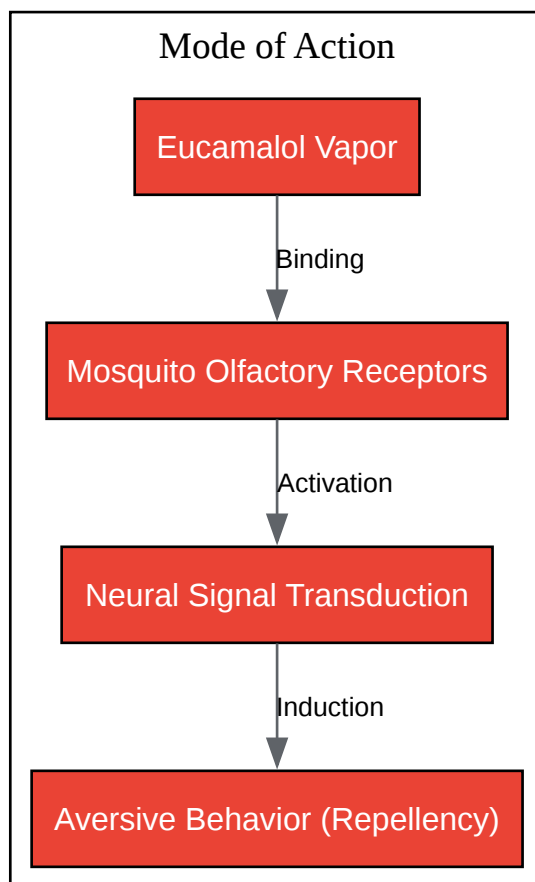 Mode of Action
Eucamalol Vapor
Binding
Mosquito Olfactory Receptors
Activation
Neural Signal Transduction
Induction
Aversive Behavior (Repellency)